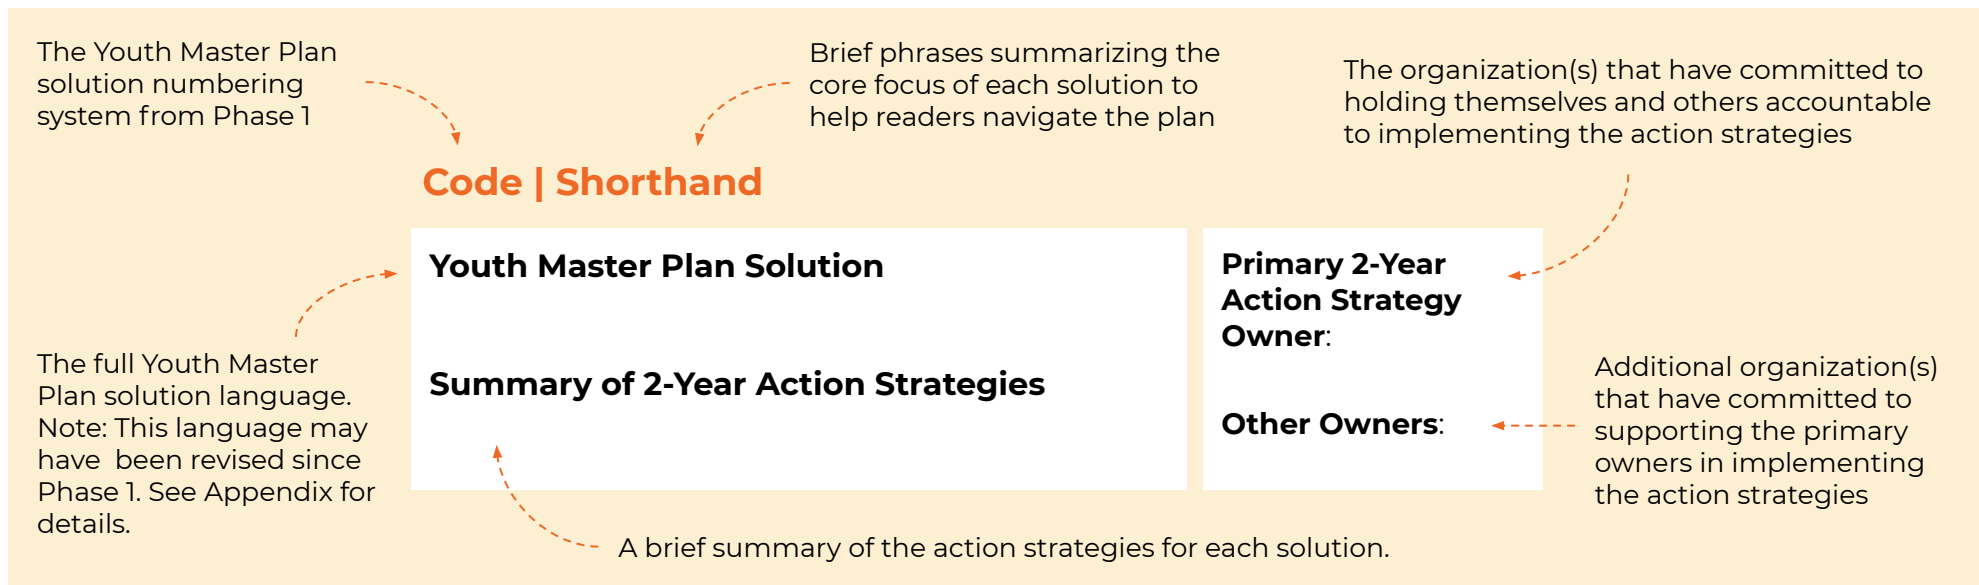 The Youth Master Plan
solution numbering
system from Phase 1
Brief phrases summarizing the
core focus of each solution to
help readers navigate the plan
The organization(s) that have committed to
holding themselves and others accountable
to implementing the action strategies
Code | Shorthand
Youth Master Plan Solution
Summary of 2-Year Action Strategies
Primary 2-Year
Action Strategy
Owner:
Other Owners:
The full Youth Master
Plan solution language.
Note: This language may
have  been revised since
Phase 1. See Appendix for
details.
Additional organization(s)
that have committed to
supporting the primary
owners in implementing
the action strategies
A brief summary of the action strategies for each solution.